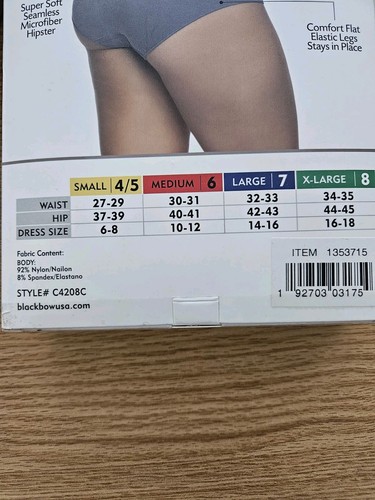 Super Soft
Seamless
Microfiber
Hipster
Comfort Flat
Elastic Legs
Stays in Place
SMALL 4/5 MEDIUM 6 LARGE 7 X-LARGE 8
WAIST 27-29 30-31 32-33 34-35
HIP 37-39 40-41 42-43 44-45
DRESS SIZE 6-8 10-12 14-16 16-18
Fabric Content:
BODY:
92% Nylon/Nailon
8% Spandex/Elastano
STYLE# C4208C
blackbowusa.com
ITEM 1353715
1 92703 03175